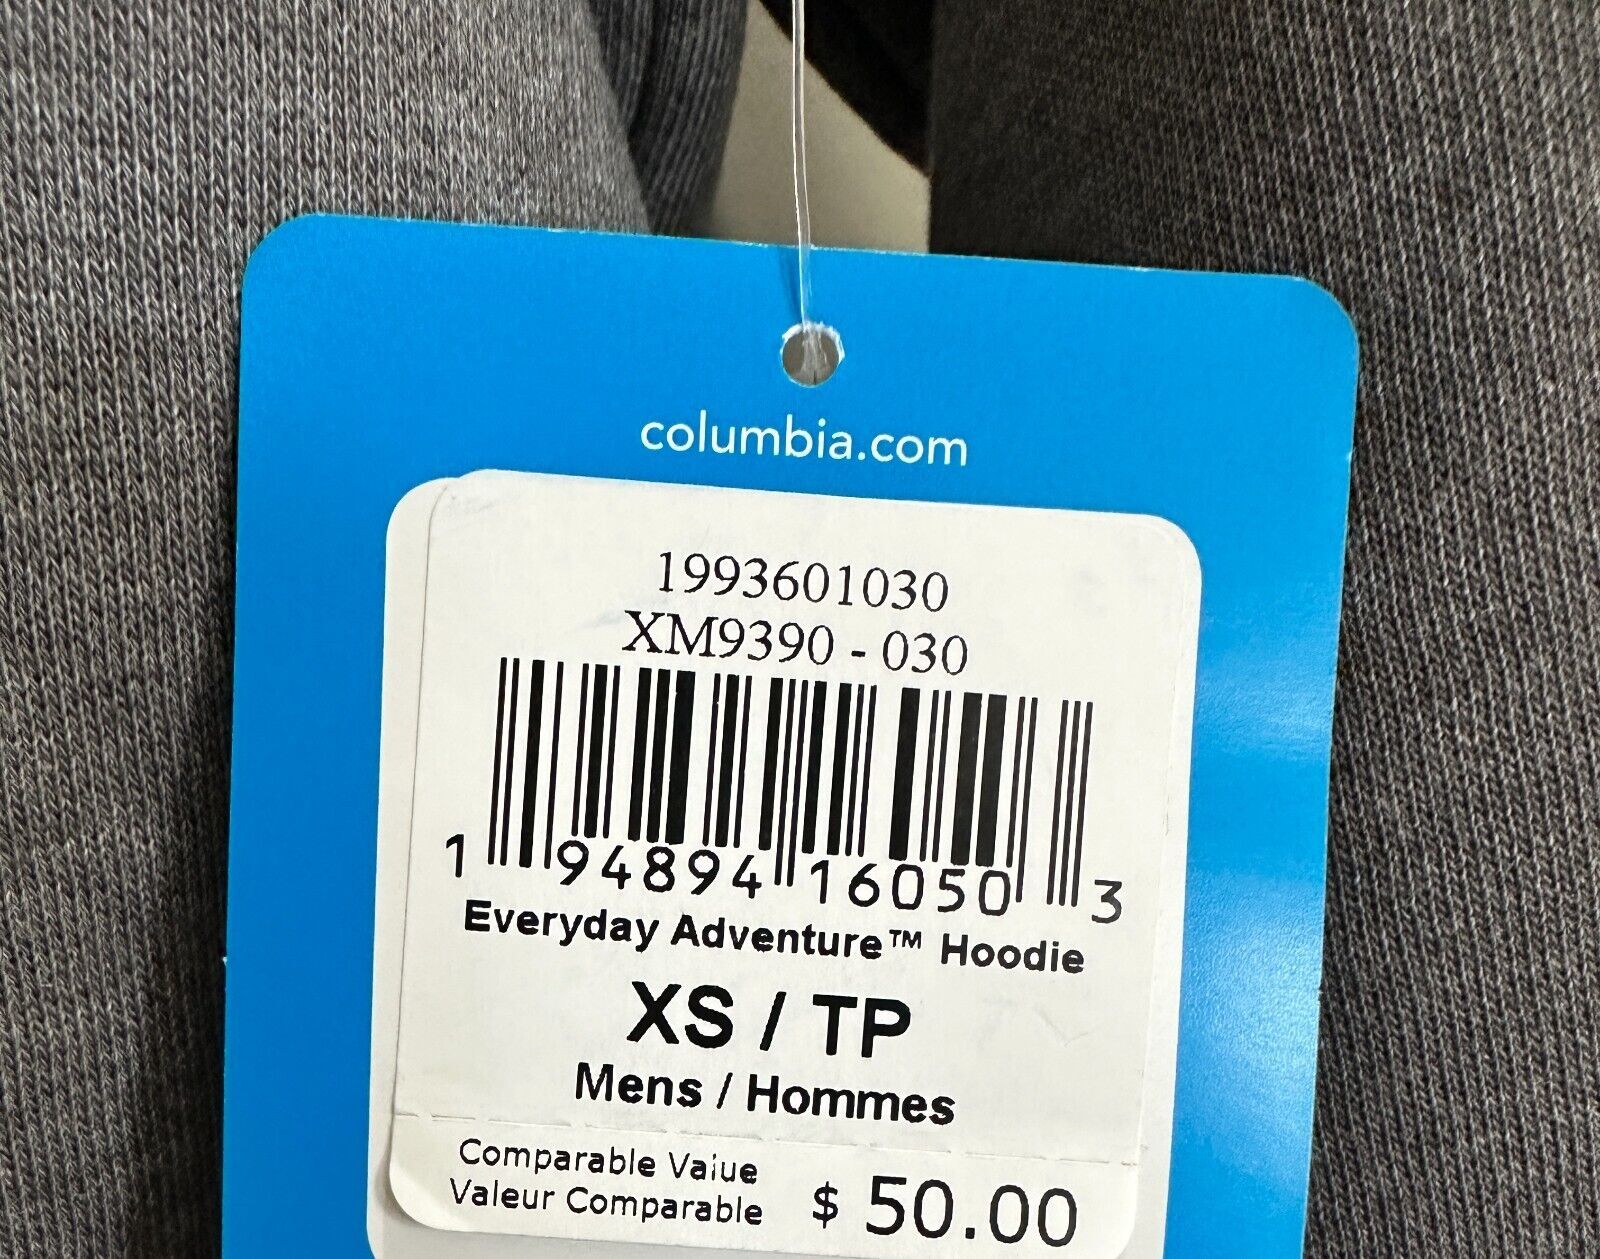 columbia.com
1993601030
XM9390 - 030
1 94894 16050 3
Everyday Adventure™ Hoodie
XS / TP
Mens / Hommes
Comparable Value
Valeur Comparable $ 50.00